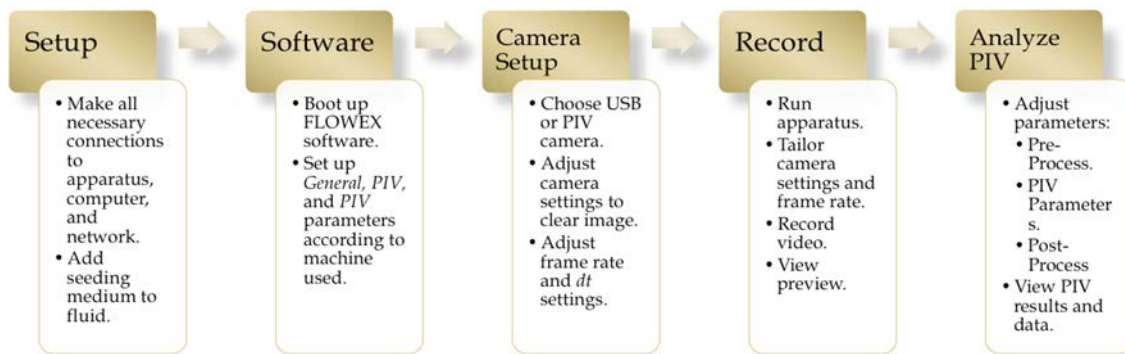 Setup
• Make all
necessary
connections
to
apparatus,
computer,
and
network.
• Add
seeding
medium to
fluid.
Software
• Boot up
FLOWEX
software.
• Set up
General, PIV,
and PIV
parameters
according to
machine
used.
Camera
Setup
• Choose USB
or PIV
camera.
• Adjust
camera
settings to
clear image.
• Adjust
frame rate
and dt
settings.
Record
• Run
apparatus.
• Tailor
camera
settings and
frame rate.
• Record
video.
• View
preview.
Analyze
PIV
• Adjust
parameters:
• Pre-
Process.
• PIV
Parameter
s.
• Post-
Process
• View PIV
results and
data.